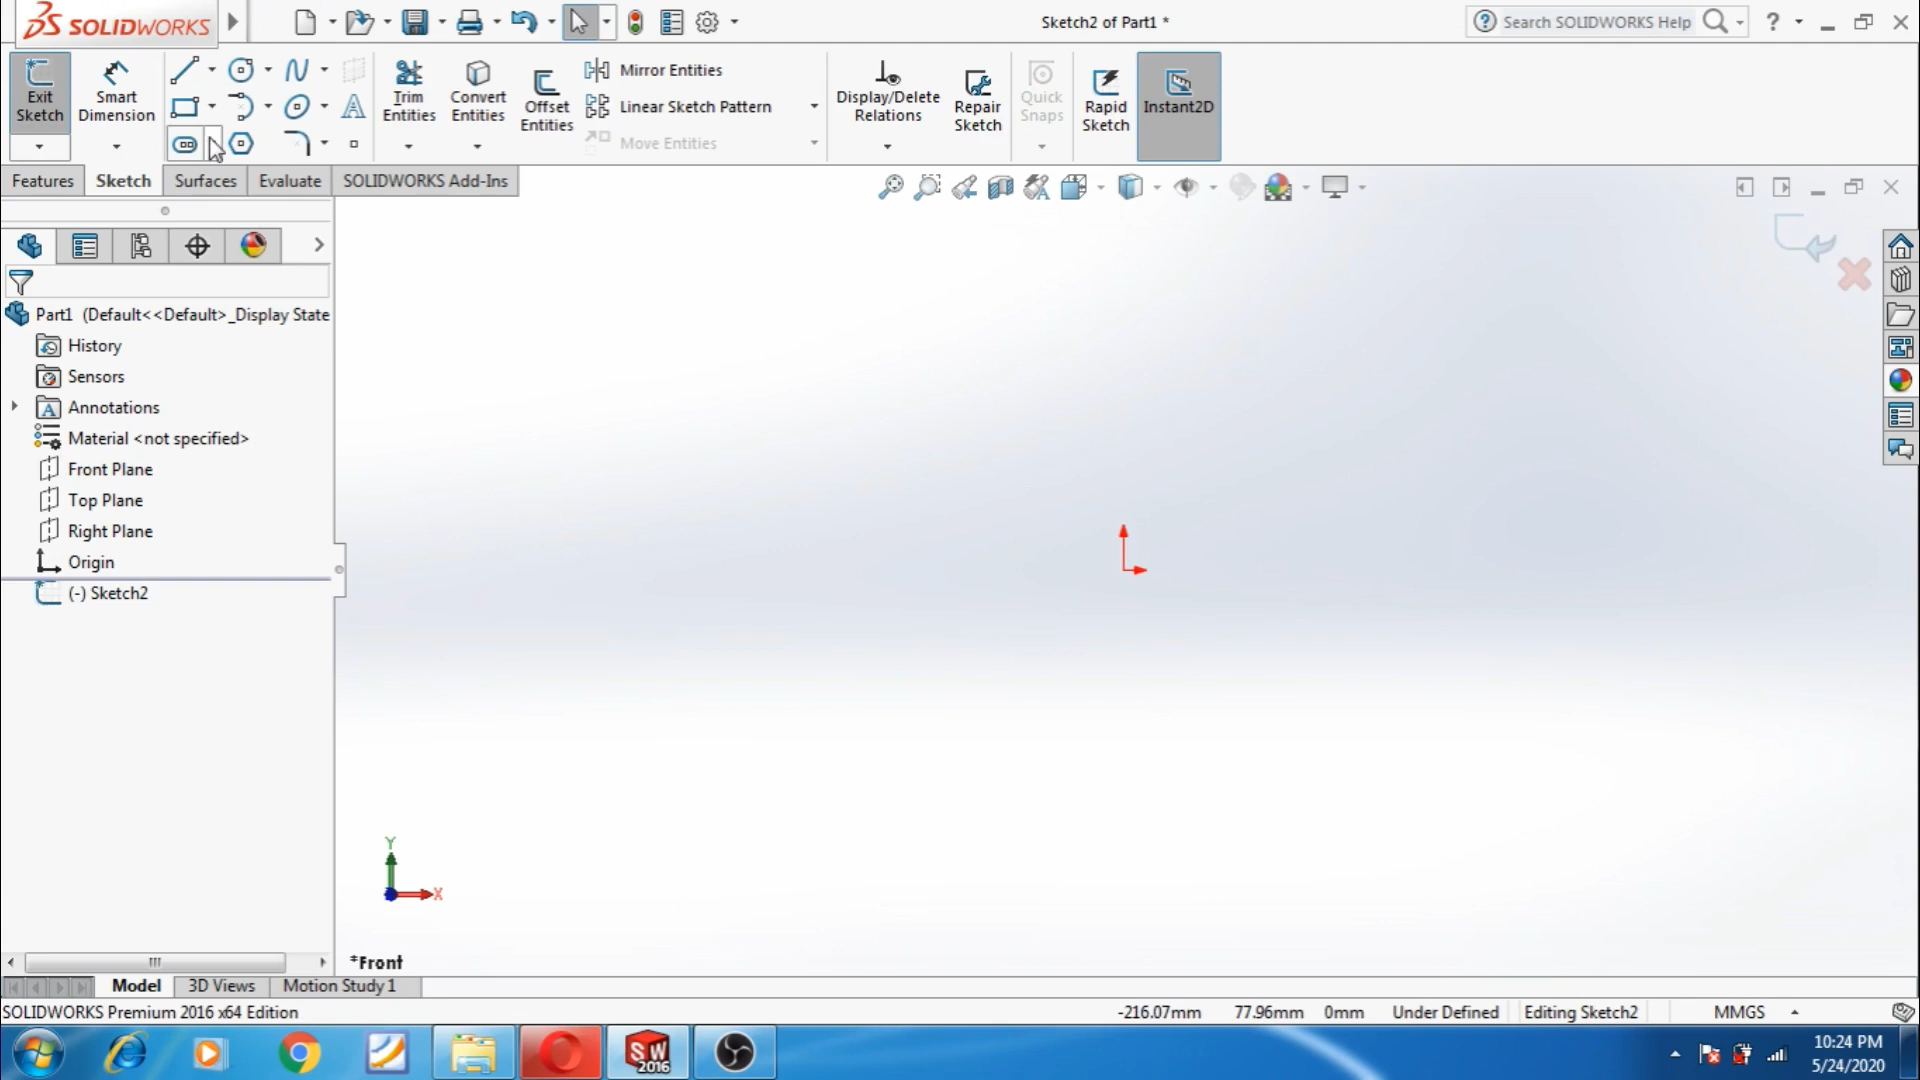 SOLIDWORKS
Sketch2 of Part1 *
Search SOLIDWORKS Help
?
Exit Sketch
Smart Dimension
Trim Entities
Convert Entities
Offset Entities
Mirror Entities
Linear Sketch Pattern
Move Entities
Display/Delete Relations
Repair Sketch
Quick Snaps
Rapid Sketch
Instant2D
Features
Sketch
Surfaces
Evaluate
SOLIDWORKS Add-Ins
Part1 (Default<<Default>_Display State
History
Sensors
Annotations
Material <not specified>
Front Plane
Top Plane
Right Plane
Origin
(-) Sketch2
Y
X
*Front
Model
3D Views
Motion Study 1
SOLIDWORKS Premium 2016 x64 Edition
-216.07mm
77.96mm
0mm
Under Defined
Editing Sketch2
MMGS
SW
2016
10:24 PM
5/24/2020